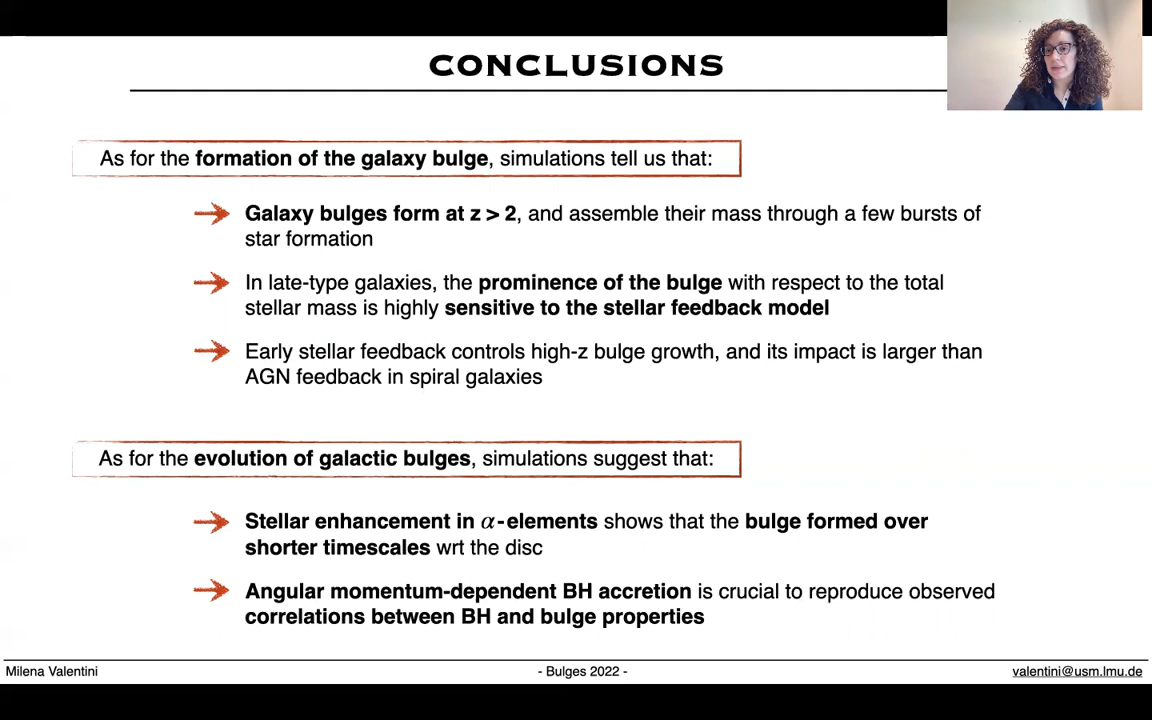 CONCLUSIONS
As for the formation of the galaxy bulge, simulations tell us that:
Galaxy bulges form at z > 2, and assemble their mass through a few bursts of
star formation
In late-type galaxies, the prominence of the bulge with respect to the total
stellar mass is highly sensitive to the stellar feedback model
Early stellar feedback controls high-z bulge growth, and its impact is larger than
AGN feedback in spiral galaxies
As for the evolution of galactic bulges, simulations suggest that:
Stellar enhancement in α-elements shows that the bulge formed over
shorter timescales wrt the disc
Angular momentum-dependent BH accretion is crucial to reproduce observed
correlations between BH and bulge properties
Milena Valentini - Bulges 2022 - valentini@usm.lmu.de